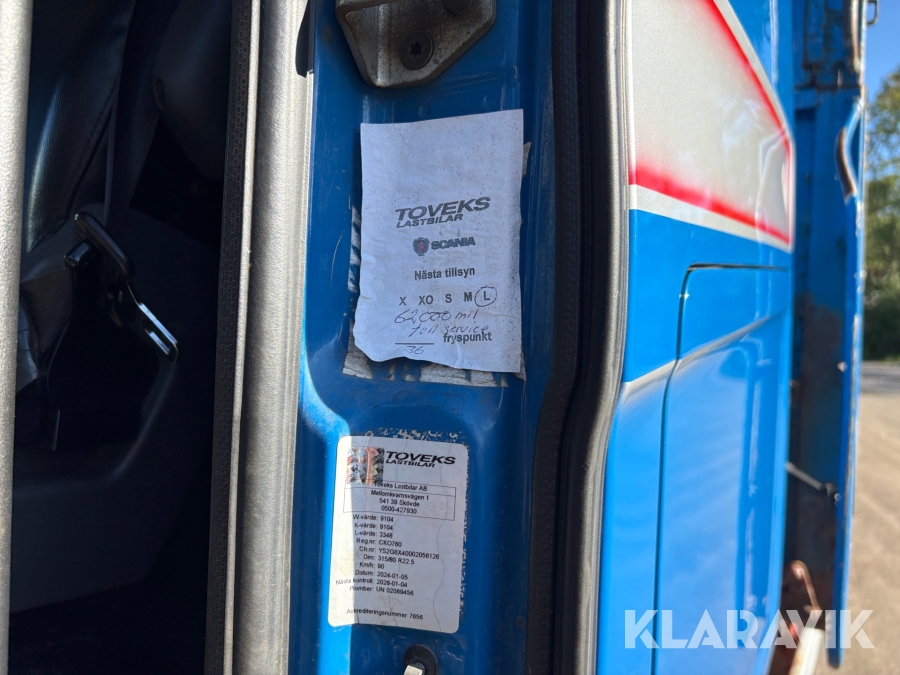 TOVEKS
LASTBILAR
SCANIA
Nästa tillsyn
X XO S M L
62,000 mil
full service
-36 fryspunkt
TOVEKS
LASTBILAR
Toveks Lastbilar AB
Mellomkvarnsvägen 1
541 39 Skövde
0500-427930
W-värde: 9104
K-värde: 9104
L-värde: 3348
Reg.nr: CKO760
Ch.nr: YS2G6X40002056128
Dim: 315/80 R22.5
Km/h: 90
Datum: 2024-01-05
Nästa kontroll: 2026-01-04
Plomber: UN 02069456
Ackrediteringsnummer 7656
KLARAVIK